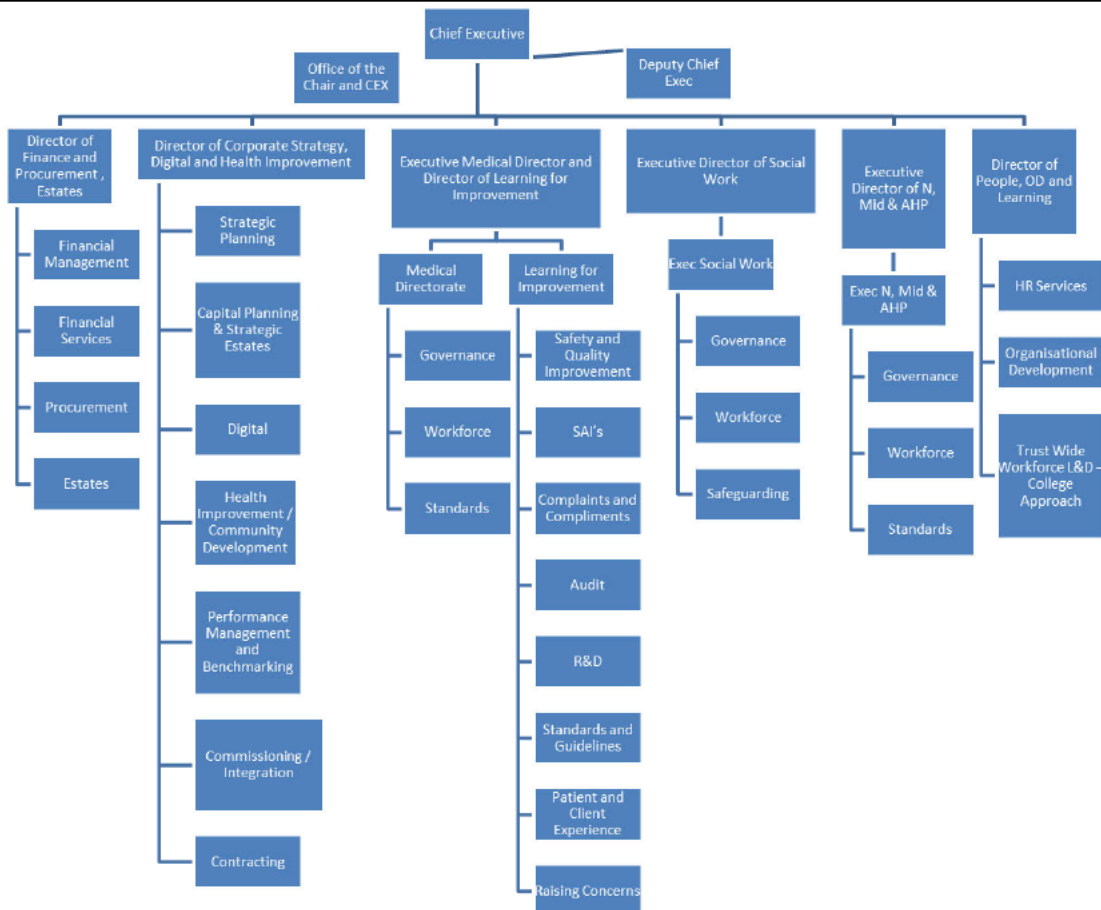 Chief Executive
Office of the
Chair and CEX
Deputy Chief
Exec
Director of
Finance and
Procurement ,
Estates
Financial
Management
Financial
Services
Procurement
Estates
Director of Corporate Strategy,
Digital and Health Improvement
Strategic
Planning
Capital Planning
& Strategic
Estates
Digital
Health
Improvement /
Community
Development
Performance
Management
and
Benchmarking
Commissioning /
Integration
Contracting
Executive Medical Director and
Director of Learning for
Improvement
Medical
Directorate
Governance
Workforce
Standards
Learning for
Improvement
Safety and
Quality
Improvement
SAI's
Complaints and
Compliments
Audit
R&D
Standards and
Guidelines
Patient and
Client
Experience
Raising Concerns
Executive Director of Social
Work
Exec Social Work
Governance
Workforce
Safeguarding
Executive
Director of N,
Mid & AHP
Exec N, Mid &
AHP
Governance
Workforce
Standards
Director of
People, OD and
Learning
HR Services
Organisational
Development
Trust Wide
Workforce L&D –
College
Approach